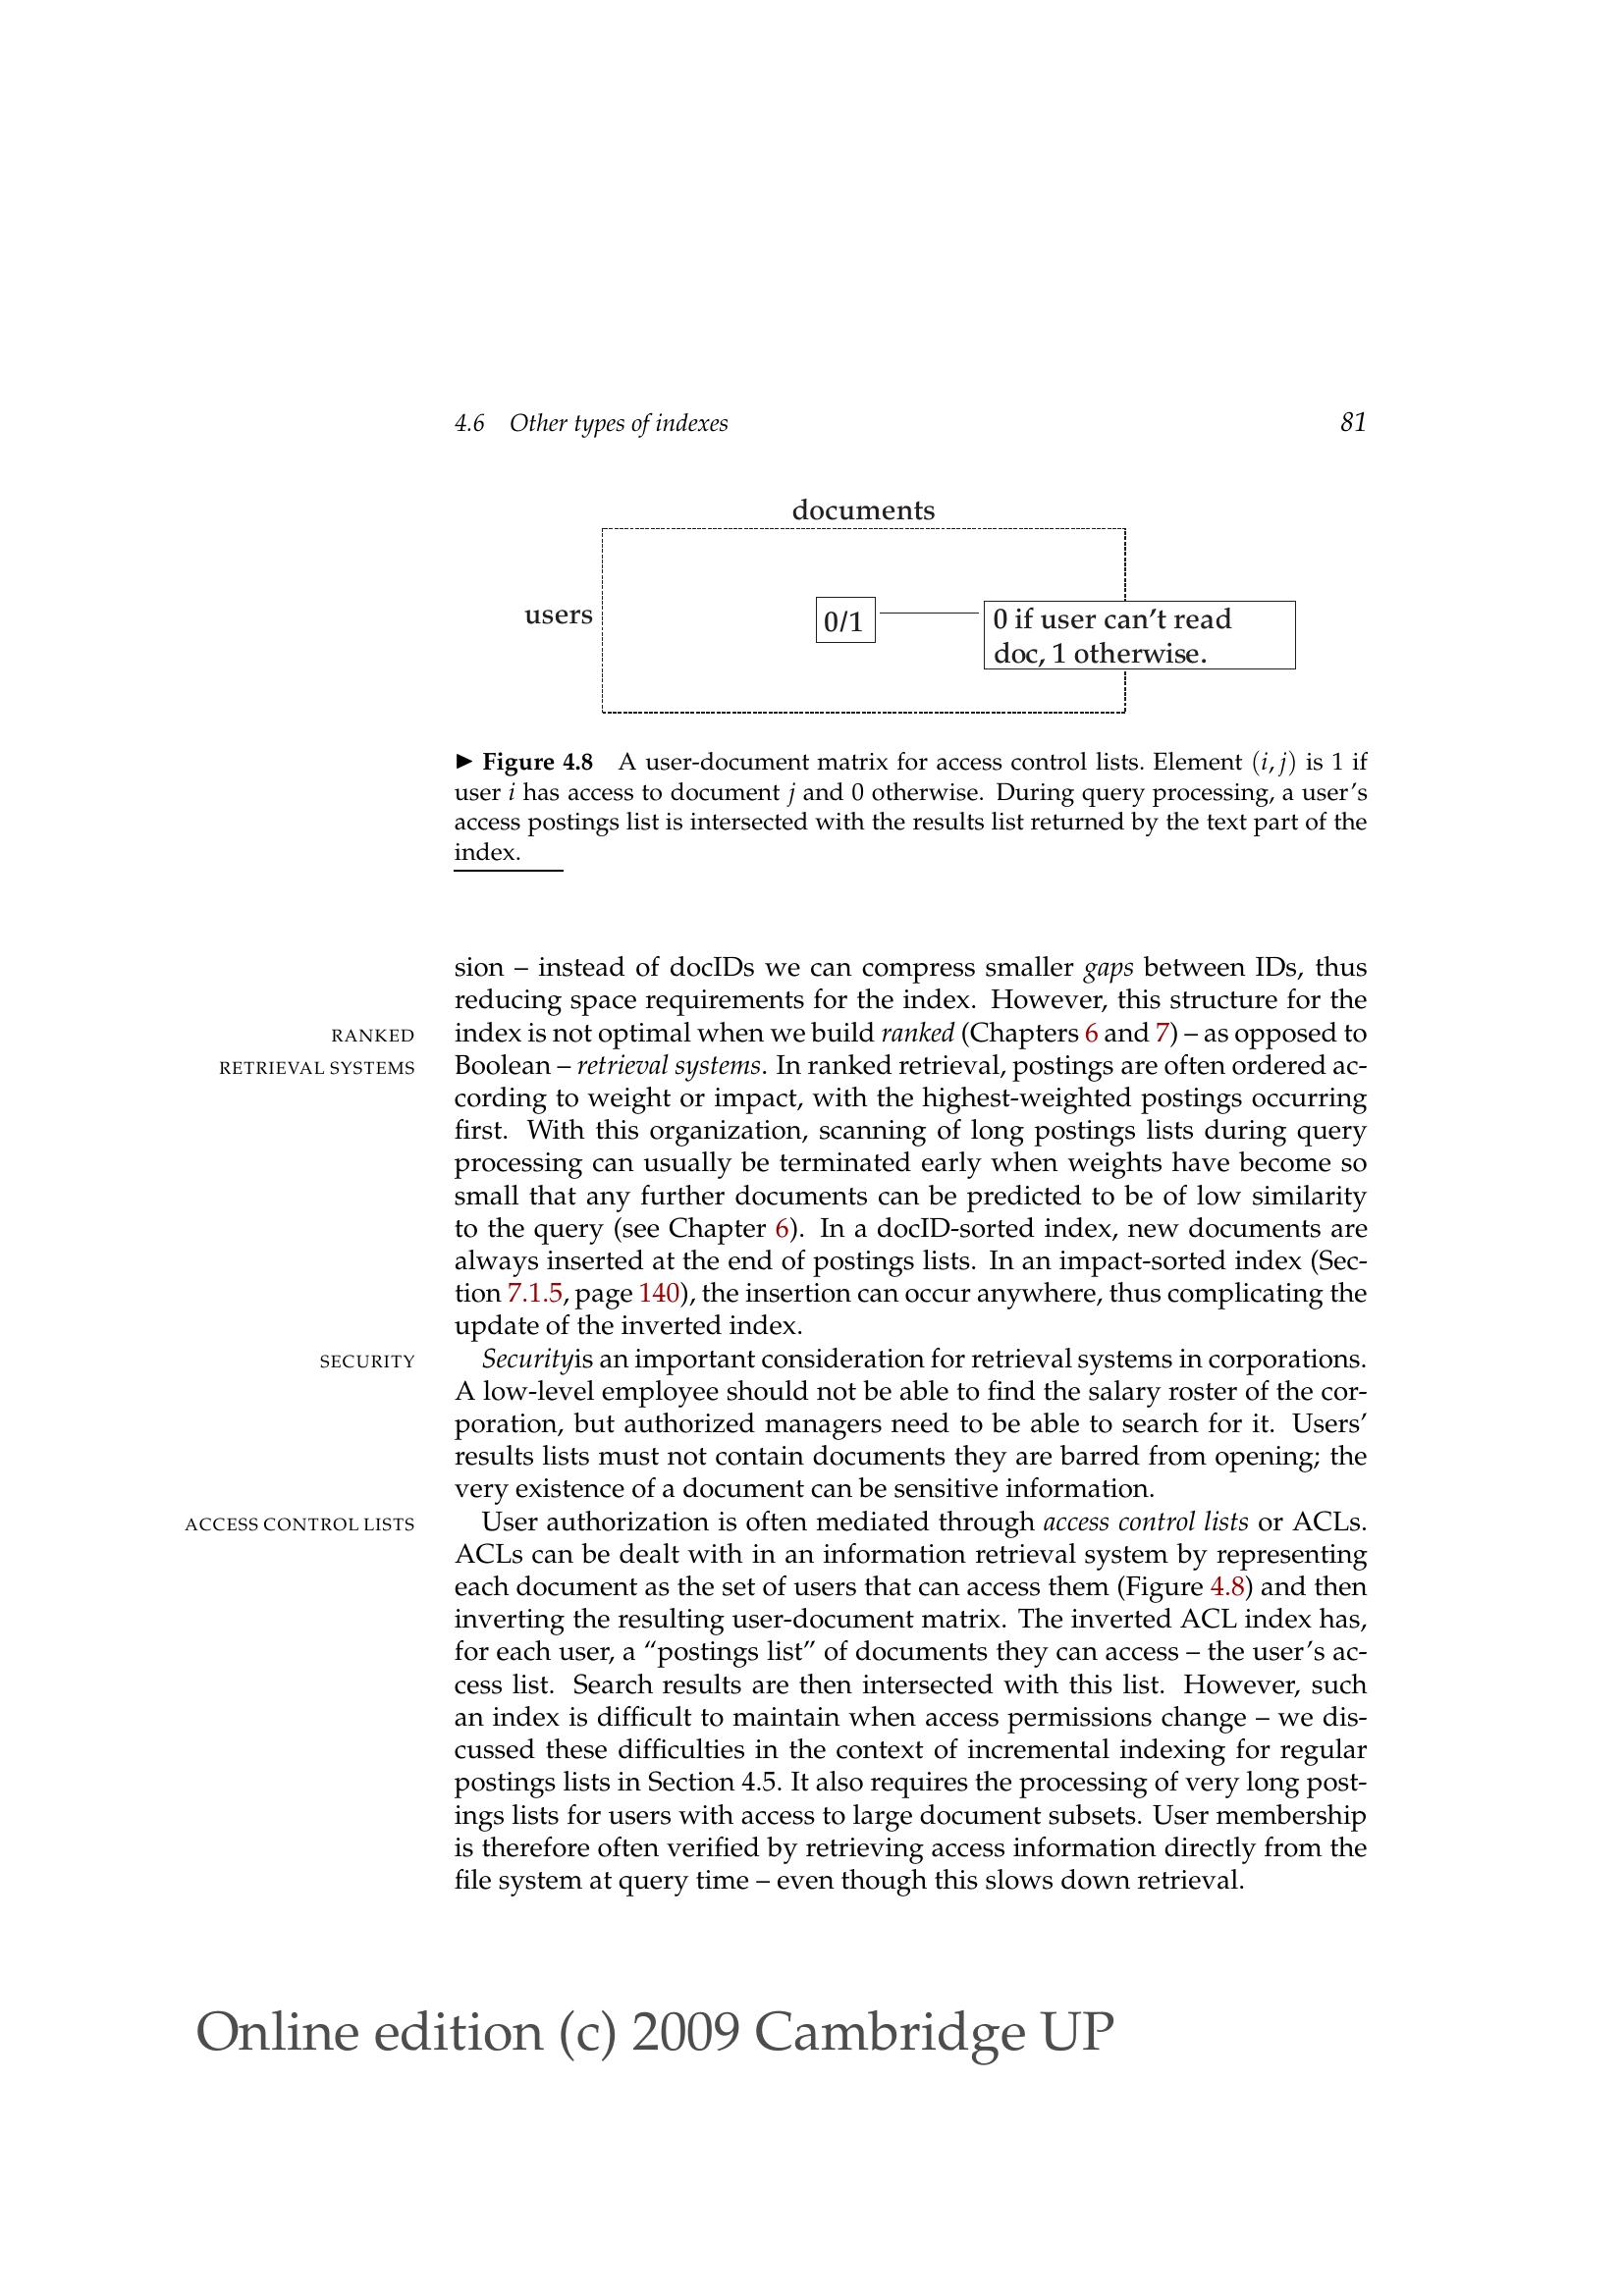 4.6 Other types of indexes 81
documents
users
0/1
0 if user can't read
doc, 1 otherwise.
► Figure 4.8 A user-document matrix for access control lists. Element (i, j) is 1 if
user i has access to document j and 0 otherwise. During query processing, a user's
access postings list is intersected with the results list returned by the text part of the
index.
sion – instead of docIDs we can compress smaller gaps between IDs, thus
reducing space requirements for the index. However, this structure for the
RANKED
index is not optimal when we build ranked (Chapters 6 and 7) – as opposed to
RETRIEVAL SYSTEMS
Boolean – retrieval systems. In ranked retrieval, postings are often ordered ac-
cording to weight or impact, with the highest-weighted postings occurring
first. With this organization, scanning of long postings lists during query
processing can usually be terminated early when weights have become so
small that any further documents can be predicted to be of low similarity
to the query (see Chapter 6). In a docID-sorted index, new documents are
always inserted at the end of postings lists. In an impact-sorted index (Sec-
tion 7.1.5, page 140), the insertion can occur anywhere, thus complicating the
update of the inverted index.
SECURITY
Securityis an important consideration for retrieval systems in corporations.
A low-level employee should not be able to find the salary roster of the cor-
poration, but authorized managers need to be able to search for it. Users'
results lists must not contain documents they are barred from opening; the
very existence of a document can be sensitive information.
ACCESS CONTROL LISTS
User authorization is often mediated through access control lists or ACLs.
ACLs can be dealt with in an information retrieval system by representing
each document as the set of users that can access them (Figure 4.8) and then
inverting the resulting user-document matrix. The inverted ACL index has,
for each user, a “postings list” of documents they can access – the user's ac-
cess list. Search results are then intersected with this list. However, such
an index is difficult to maintain when access permissions change – we dis-
cussed these difficulties in the context of incremental indexing for regular
postings lists in Section 4.5. It also requires the processing of very long post-
ings lists for users with access to large document subsets. User membership
is therefore often verified by retrieving access information directly from the
file system at query time – even though this slows down retrieval.
Online edition (c) 2009 Cambridge UP